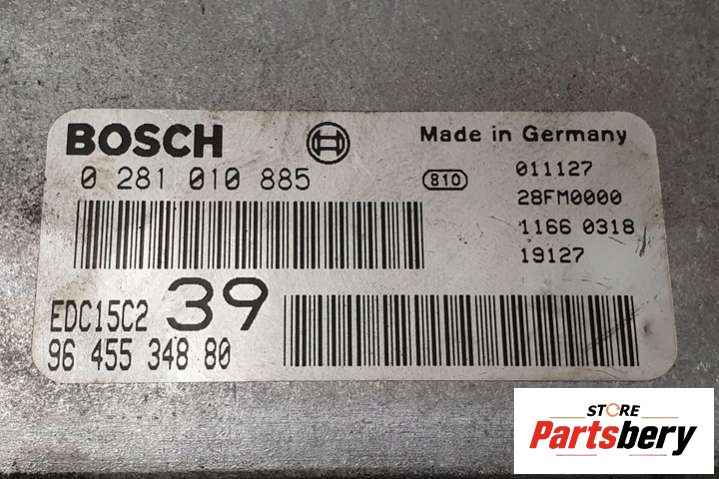 BOSCH
Made in Germany
0 281 010 885
810
011127
28FM0000
1166 0318
19127
EDC15C2 39
96 455 348 80
STORE
Partsbery